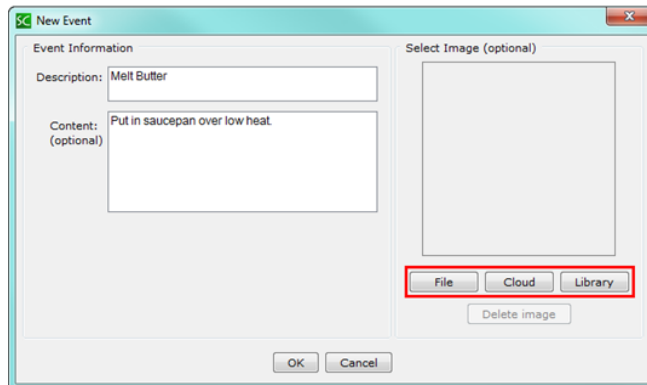 SC New Event
Event Information
Description: Melt Butter
Content: Put in saucepan over low heat.
(optional)
Select Image (optional)
File Cloud Library
Delete image
OK Cancel